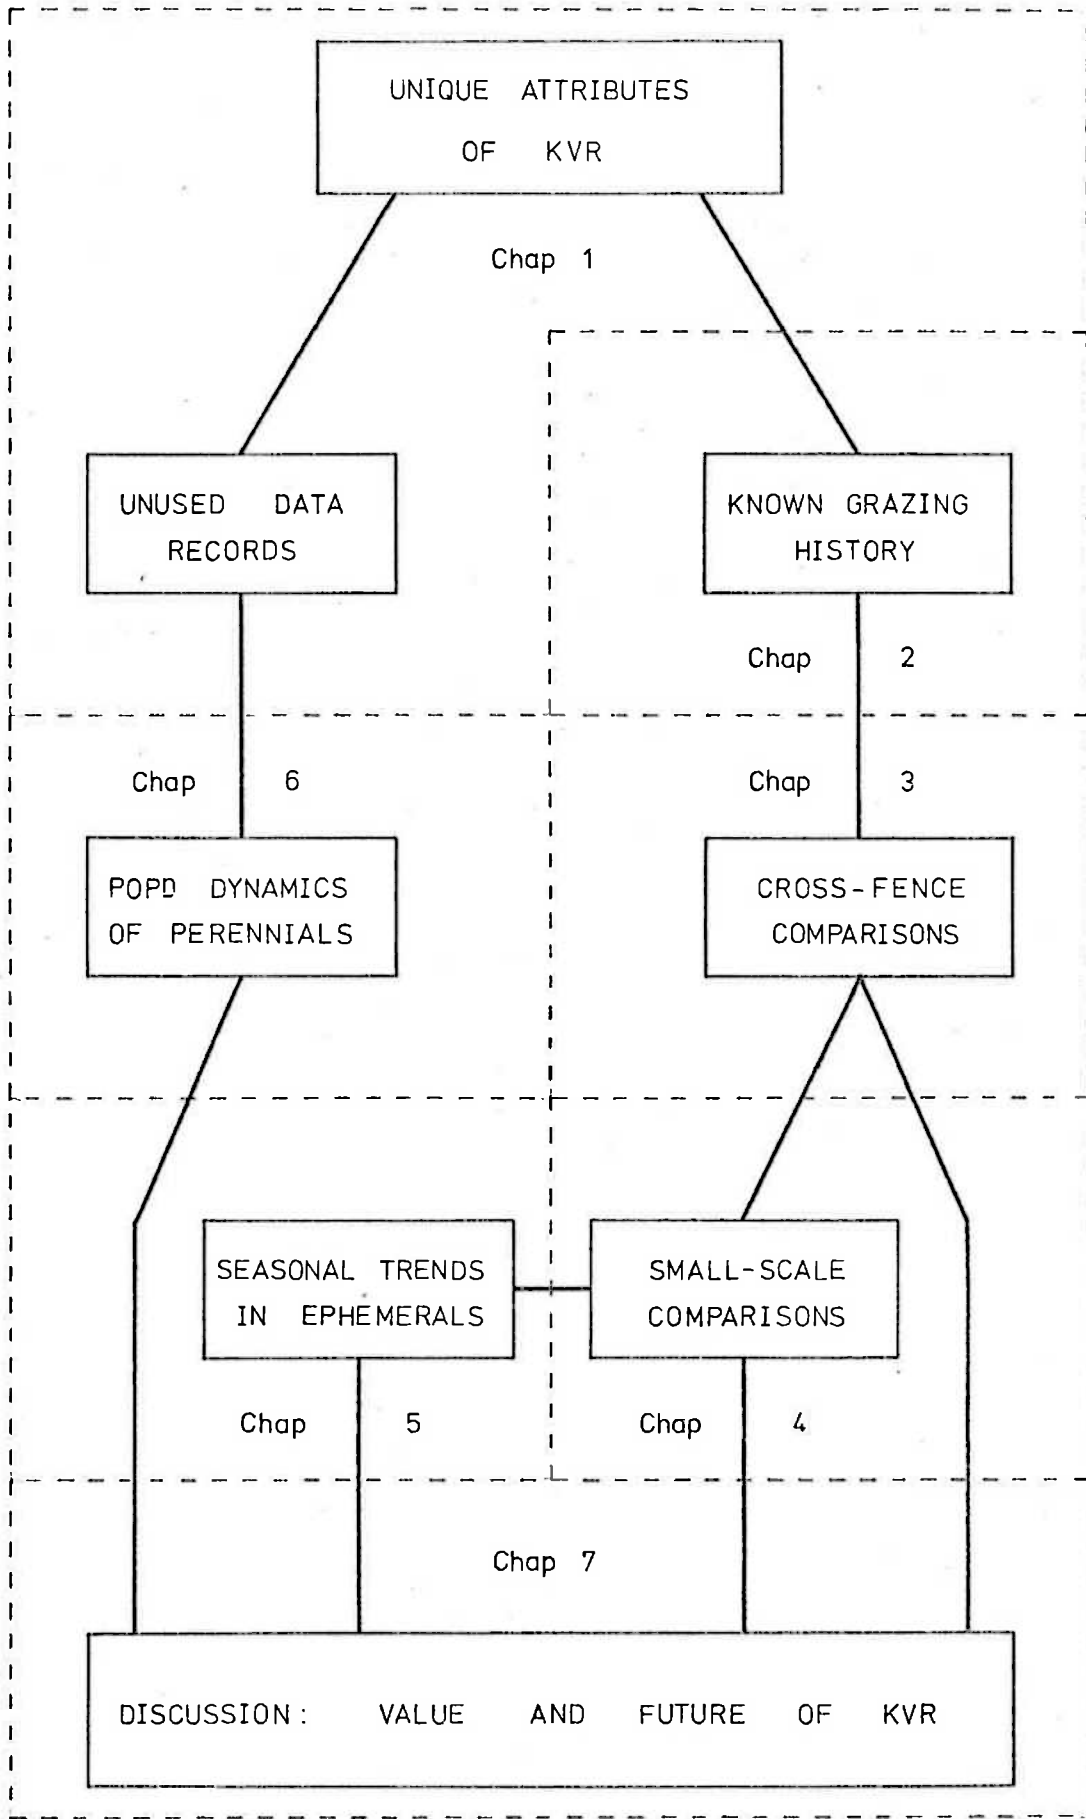 UNIQUE ATTRIBUTES
OF KVR
Chap 1
UNUSED DATA
RECORDS
KNOWN GRAZING
HISTORY
Chap 2
Chap 6
Chap 3
POPD DYNAMICS
OF PERENNIALS
CROSS-FENCE
COMPARISONS
SEASONAL TRENDS
IN EPHEMERALS
SMALL-SCALE
COMPARISONS
Chap 5
Chap 4
Chap 7
DISCUSSION: VALUE AND FUTURE OF KVR